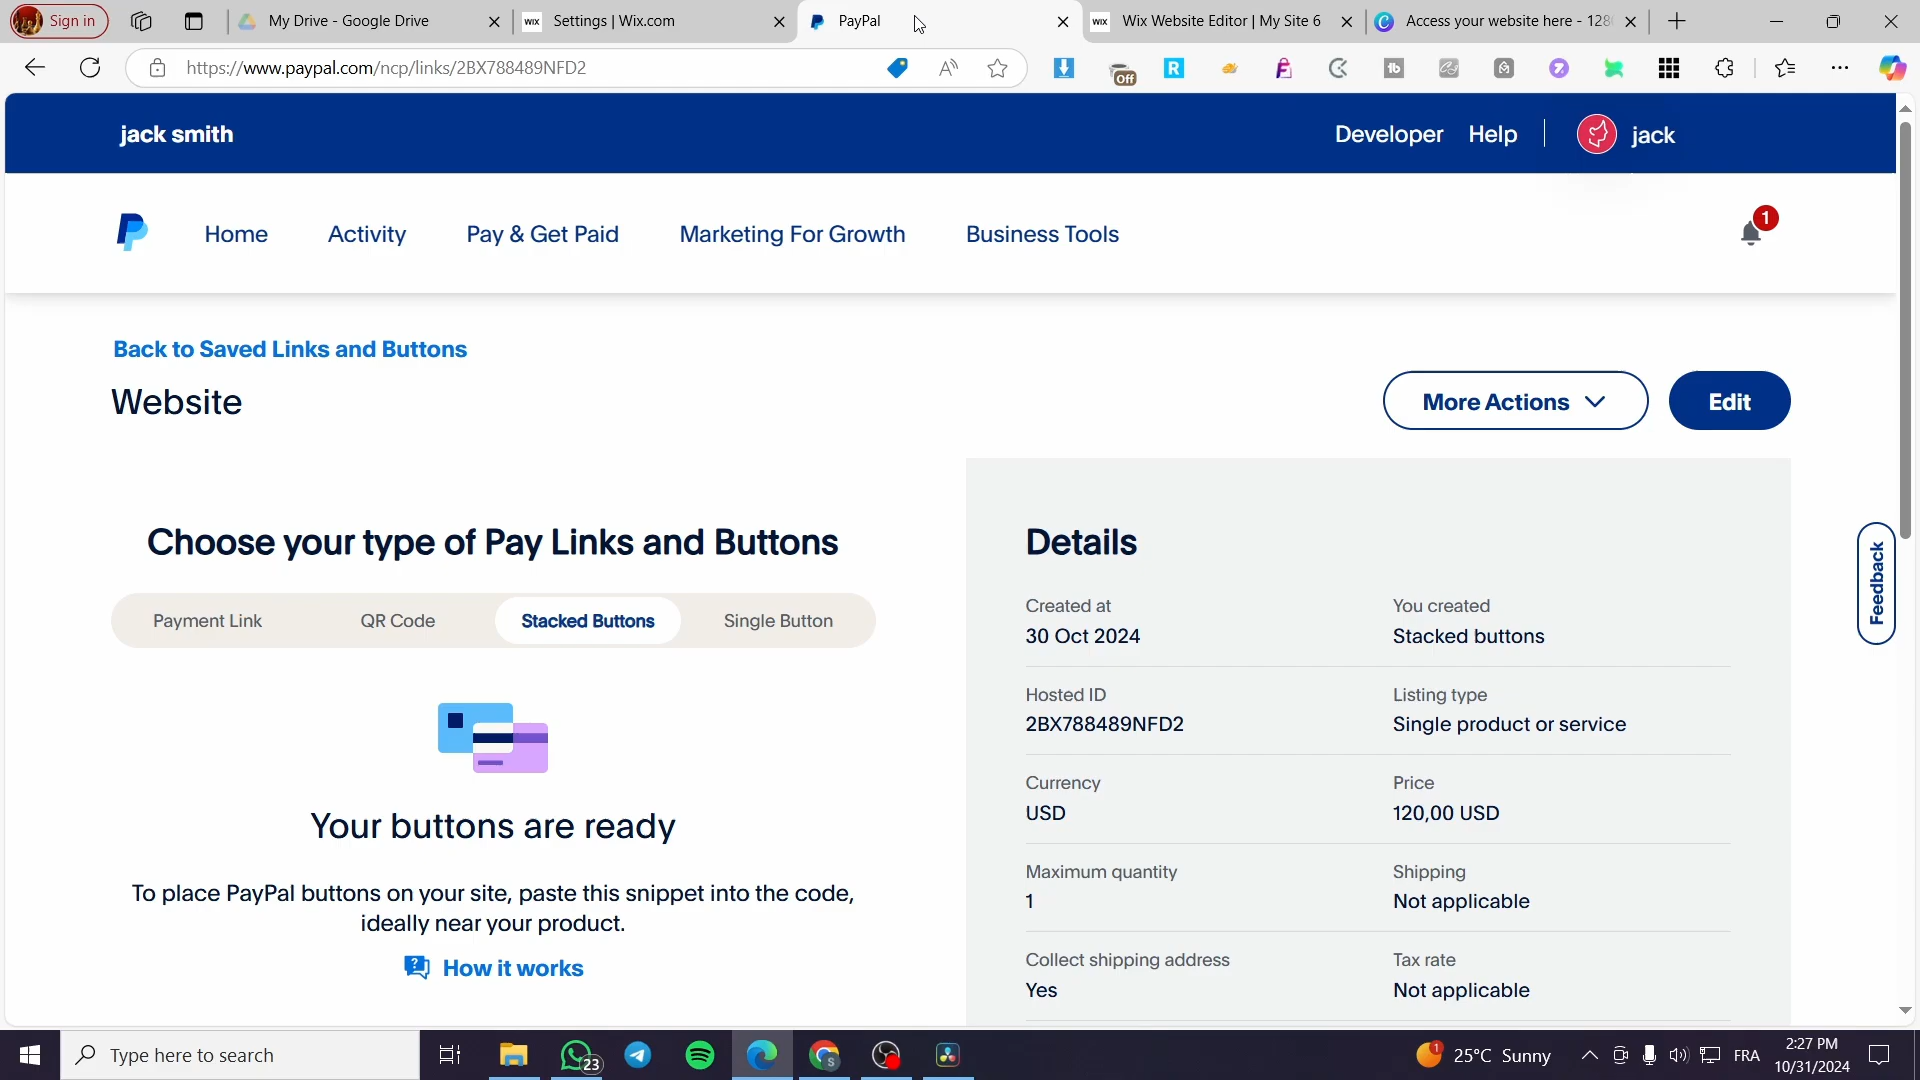 Sign in
My Drive - Google Drive
Settings | Wix.com
PayPal
Wix Website Editor | My Site 6
Access your website here - 128
https://www.paypal.com/ncp/links/2BX788489NFD2
Off
jack smith
Developer
Help
jack
Home
Activity
Pay & Get Paid
Marketing For Growth
Business Tools
1
Back to Saved Links and Buttons
Website
More Actions
Edit
Choose your type of Pay Links and Buttons
Payment Link
QR Code
Stacked Buttons
Single Button
Your buttons are ready
To place PayPal buttons on your site, paste this snippet into the code,
ideally near your product.
How it works
Details
Created at
30 Oct 2024
You created
Stacked buttons
Hosted ID
2BX788489NFD2
Listing type
Single product or service
Currency
USD
Price
120,00 USD
Maximum quantity
1
Shipping
Not applicable
Collect shipping address
Yes
Tax rate
Not applicable
Feedback
Type here to search
23
1
25°C Sunny
FRA
2:27 PM
10/31/2024